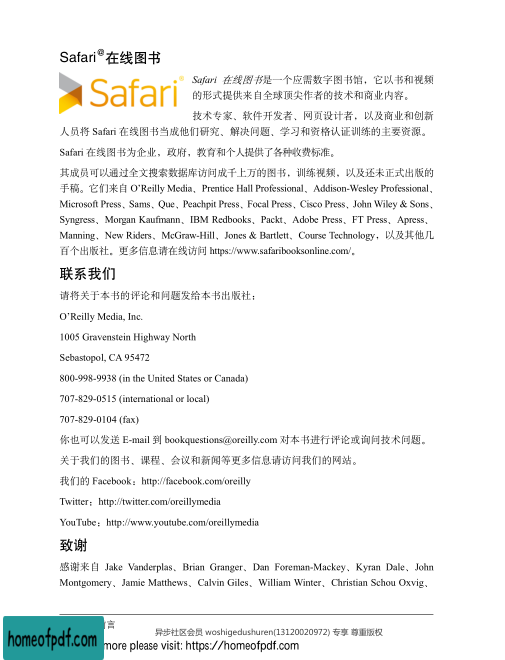 Safari®在线图书
Safari®
Safari 在线图书是一个应需数字图书馆，它以书和视频
的形式提供来自全球顶尖作者的技术和商业内容。
技术专家、软件开发者、网页设计者，以及商业和创新
人员将 Safari 在线图书当成他们研究、解决问题、学习和资格认证训练的主要资源。
Safari 在线图书为企业，政府，教育和个人提供了各种收费标准。
其成员可以通过全文搜索数据库访问成千上万的图书，训练视频，以及还未正式出版的
手稿。它们来自 O’Reilly Media、Prentice Hall Professional、Addison-Wesley Professional、
Microsoft Press、Sams、Que、Peachpit Press、Focal Press、Cisco Press、John Wiley & Sons、
Syngress、Morgan Kaufmann、IBM Redbooks、Packt、Adobe Press、FT Press、Apress、
Manning、New Riders、McGraw-Hill、Jones & Bartlett、Course Technology，以及其他几
百个出版社。更多信息请在线访问 https://www.safaribooksonline.com/。
联系我们
请将关于本书的评论和问题发给本书出版社：
O’Reilly Media, Inc.
1005 Gravenstein Highway North
Sebastopol, CA 95472
800-998-9938 (in the United States or Canada)
707-829-0515 (international or local)
707-829-0104 (fax)
你也可以发送 E-mail 到 bookquestions@oreilly.com 对本书进行评论或询问技术问题。
关于我们的图书、课程、会议和新闻等更多信息请访问我们的网站。
我们的 Facebook：http://facebook.com/oreilly
Twitter：http://twitter.com/oreillymedia
YouTube：http://www.youtube.com/oreillymedia
致谢
感谢来自 Jake Vanderplas、Brian Granger、Dan Foreman-Mackey、Kyran Dale、John
Montgomery、Jamie Matthews、Calvin Giles、William Winter、Christian Schou Oxvig、
言
异步社区会员 woshigedushuren(13120020972) 专享 尊重版权
homeofpdf.com
more please visit: https://homeofpdf.com